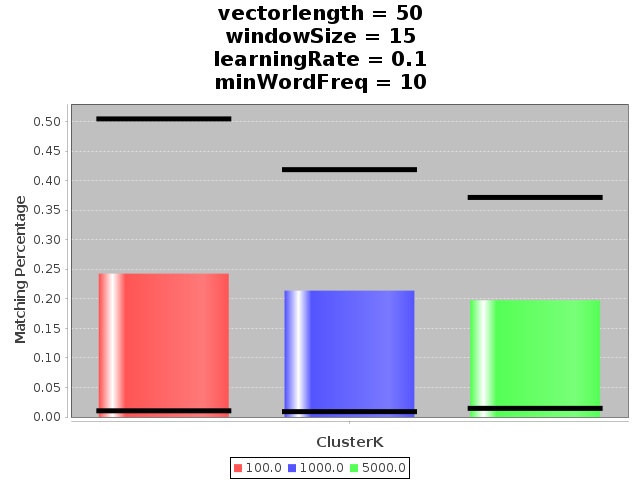 vectorlength = 50
windowSize = 15
learningRate = 0.1
minWordFreq = 10
Matching Percentage
0.50
0.45
0.40
0.35
0.30
0.25
0.20
0.15
0.10
0.05
0.00
ClusterK
100.0 1000.0 5000.0